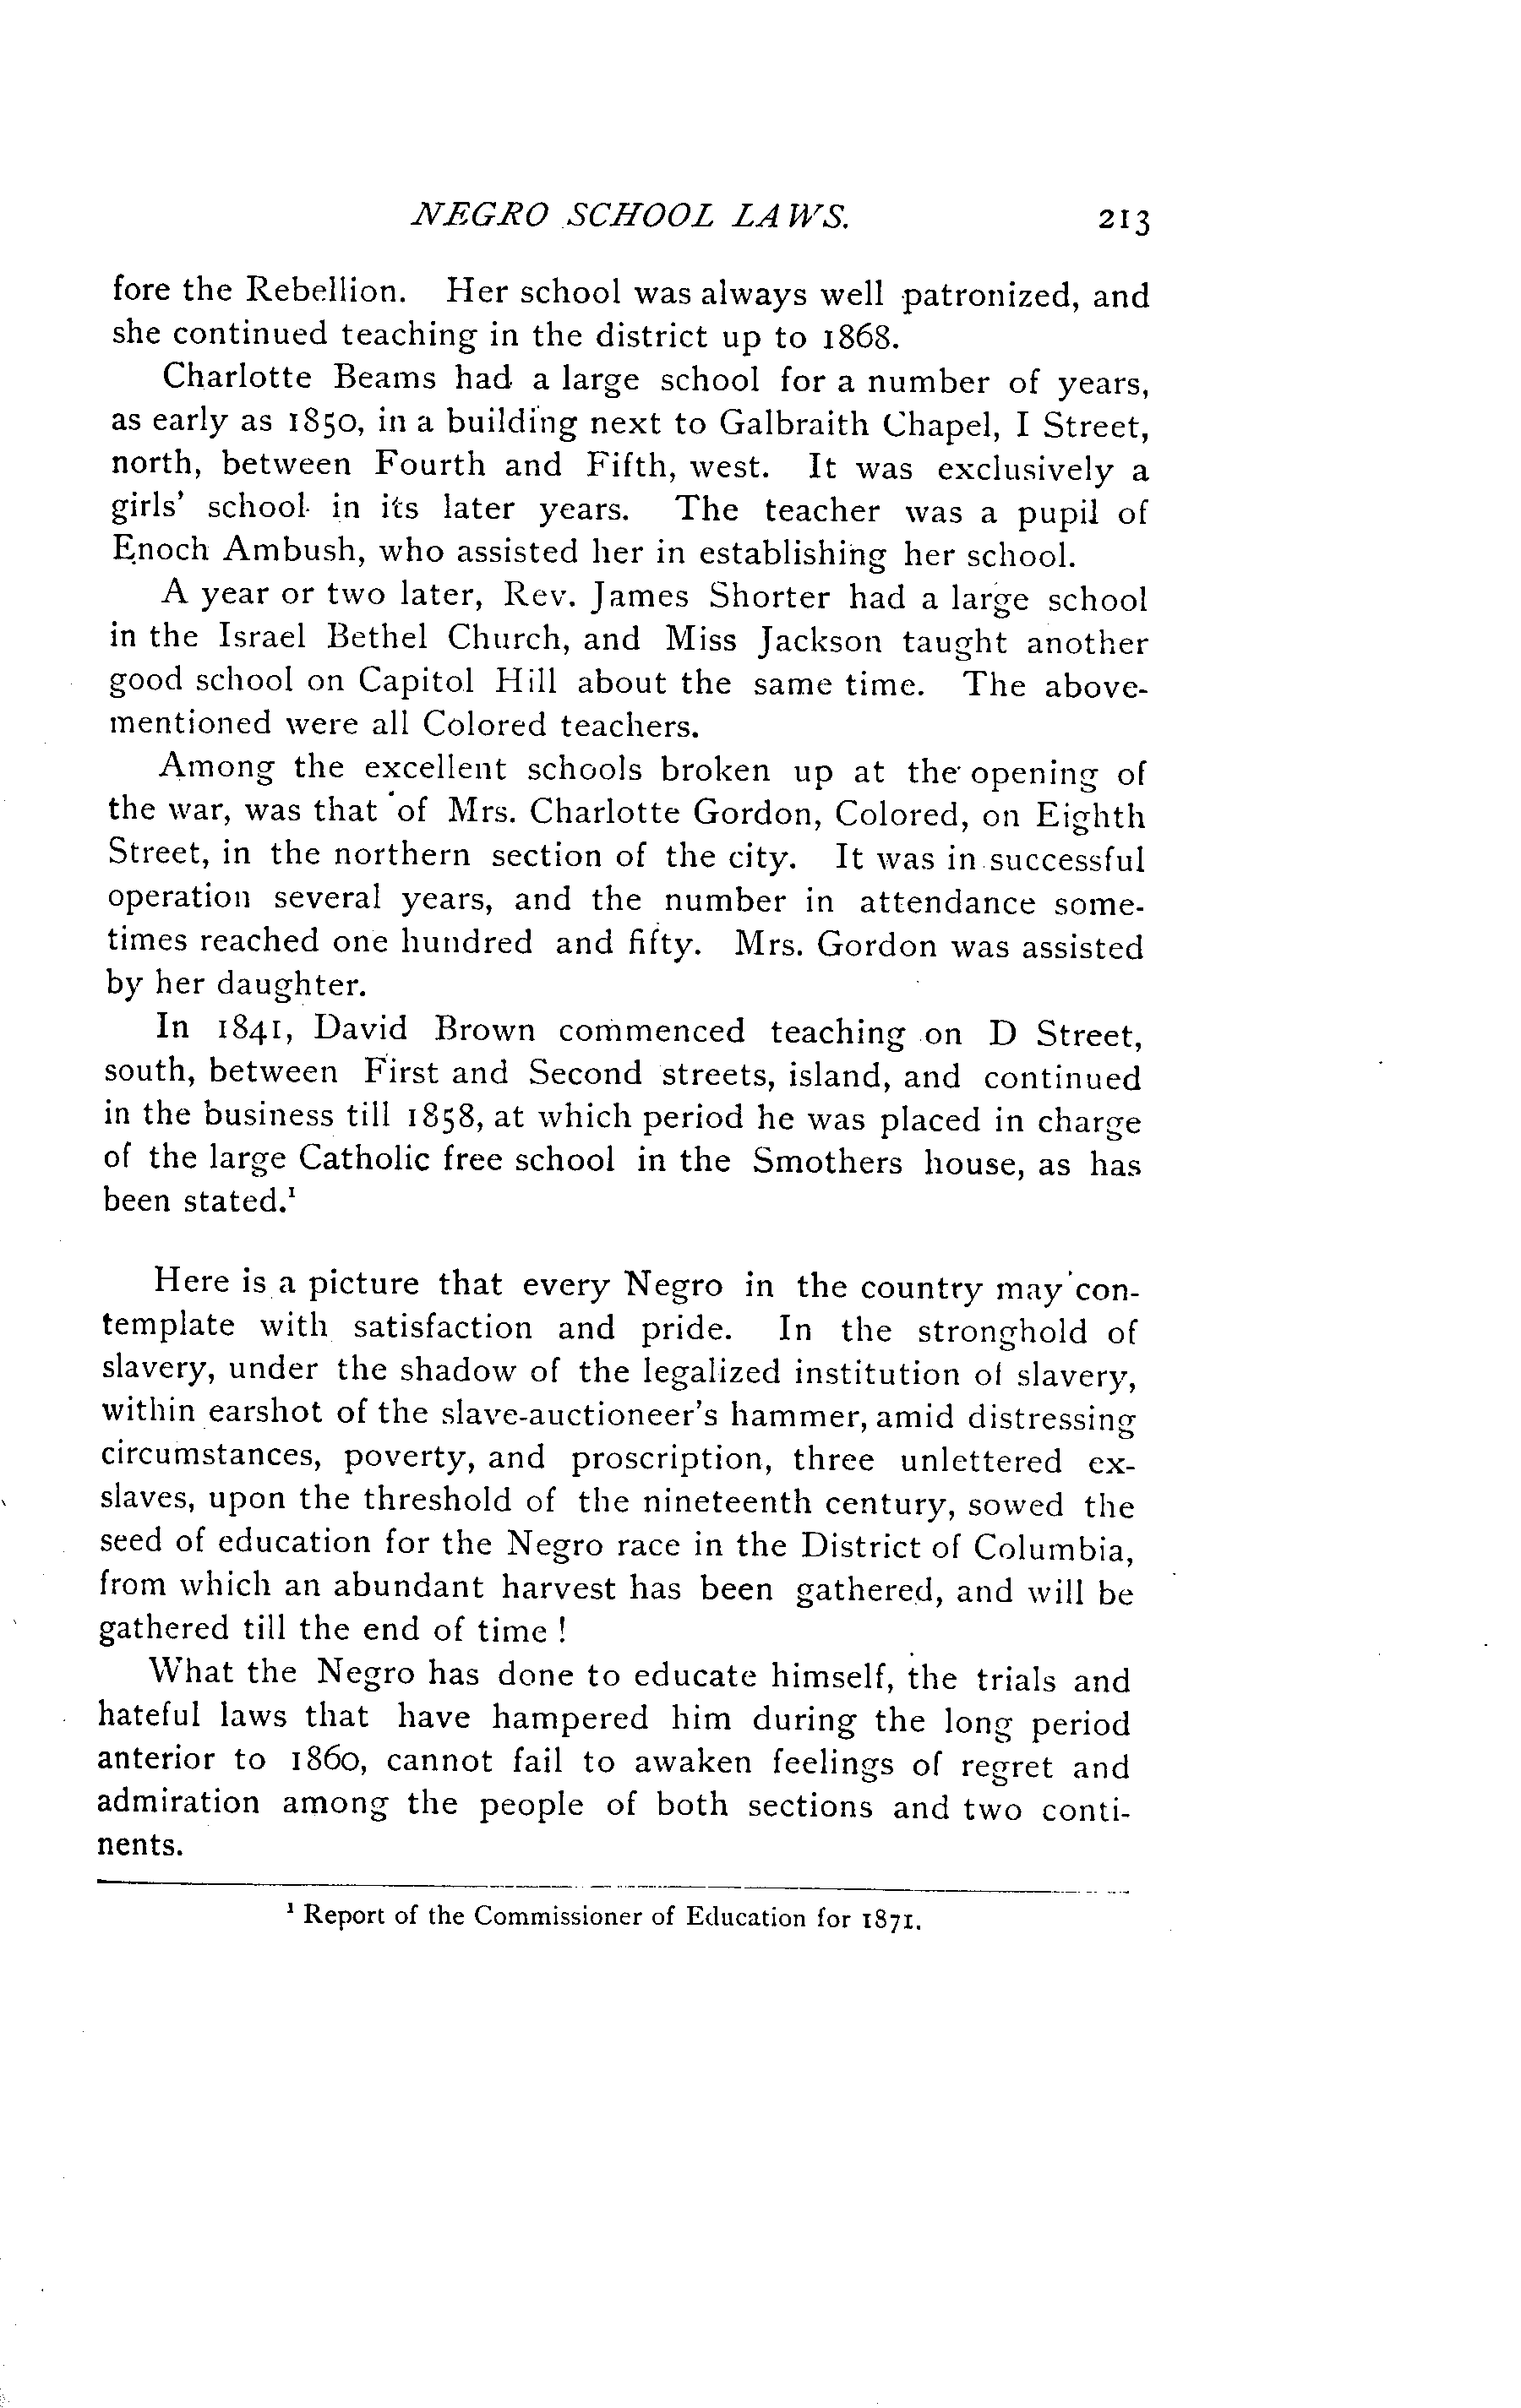 NEGRO SCHOOL LAWS. 213
fore the Rebellion. Her school was always well patronized, and
she continued teaching in the district up to 1868.
Charlotte Beams had a large school for a number of years,
as early as 1850, in a building next to Galbraith Chapel, I Street,
north, between Fourth and Fifth, west. It was exclusively a
girls' school in its later years. The teacher was a pupil of
Enoch Ambush, who assisted her in establishing her school.
A year or two later, Rev. James Shorter had a large school
in the Israel Bethel Church, and Miss Jackson taught another
good school on Capitol Hill about the same time. The above-
mentioned were all Colored teachers.
Among the excellent schools broken up at the opening of
the war, was that of Mrs. Charlotte Gordon, Colored, on Eighth
Street, in the northern section of the city. It was in successful
operation several years, and the number in attendance some-
times reached one hundred and fifty. Mrs. Gordon was assisted
by her daughter.
In 1841, David Brown commenced teaching on D Street,
south, between First and Second streets, island, and continued
in the business till 1858, at which period he was placed in charge
of the large Catholic free school in the Smothers house, as has
been stated.¹
Here is a picture that every Negro in the country may con-
template with satisfaction and pride. In the stronghold of
slavery, under the shadow of the legalized institution of slavery,
within earshot of the slave-auctioneer's hammer, amid distressing
circumstances, poverty, and proscription, three unlettered ex-
slaves, upon the threshold of the nineteenth century, sowed the
seed of education for the Negro race in the District of Columbia,
from which an abundant harvest has been gathered, and will be
gathered till the end of time !
What the Negro has done to educate himself, the trials and
hateful laws that have hampered him during the long period
anterior to 1860, cannot fail to awaken feelings of regret and
admiration among the people of both sections and two conti-
nents.
¹ Report of the Commissioner of Education for 1871.